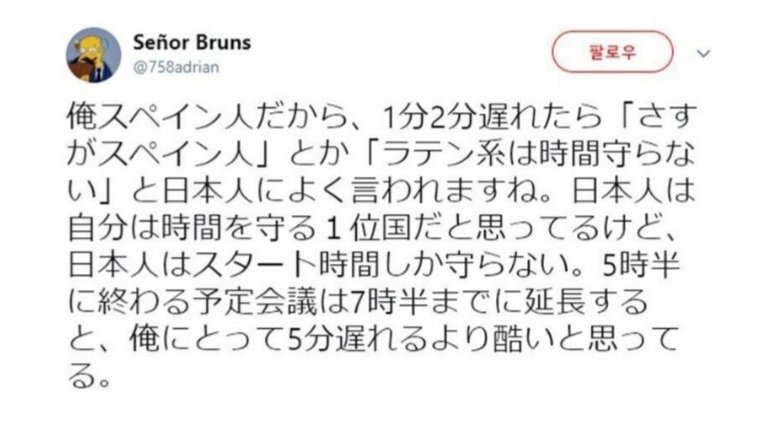 Señor Bruns
@758adrian
팔로우
俺スペイン人だから、1分2分遅れたら「さす
がスペイン人」とか「ラテン系は時間守らな
い」と日本人によく言われますね。日本人は
自分は時間を守る１位国だと思ってるけど、
日本人はスタート時間しか守らない。5時半
に終わる予定会議は7時半までに延長する
と、俺にとって5分遅れるより酷いと思って
る。